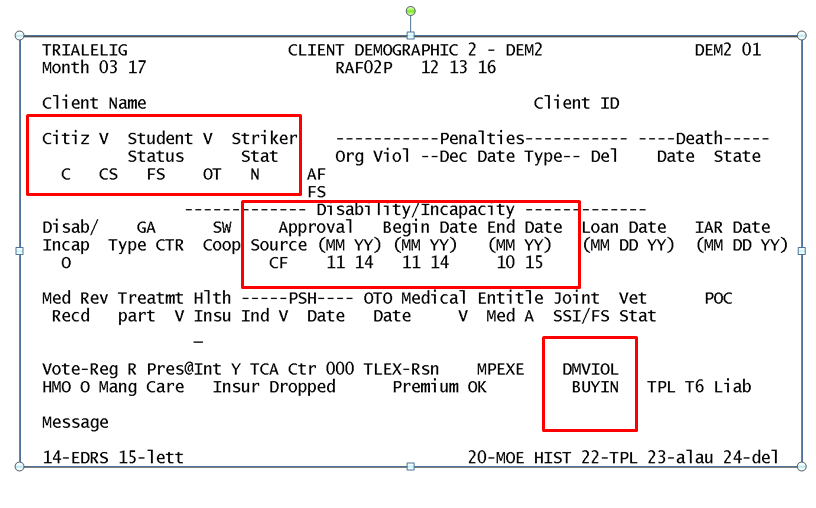 TRIALELIG CLIENT DEMOGRAPHIC 2 - DEM2 DEM2 01
Month 03 17 RAF02P 12 13 16
Client Name Client ID
Citiz V Student V Striker -----------Penalties----------- ----Death-----
Status Stat Org Viol --Dec Date Type-- Del Date State
C CS FS OT N AF
FS
-------------- Disability/Incapacity --------------
Disab/ GA SW Approval Begin Date End Date Loan Date IAR Date
Incap Type CTR Coop Source (MM YY) (MM YY) (MM YY) (MM DD YY) (MM DD YY)
O CF 11 14 11 14 10 15
Med Rev Treatmt Hlth -----PSH---- OTO Medical Entitle Joint Vet POC
Recd part V Insu Ind V Date Date V Med A SSI/FS Stat
_
Vote-Reg R Pres@Int Y TCA Ctr 000 TLEX-Rsn MPEXE DMVIOL
HMO O Mang Care Insur Dropped Premium OK BUYIN TPL T6 Liab
Message
14-EDRS 15-lett 20-MOE HIST 22-TPL 23-alau 24-del